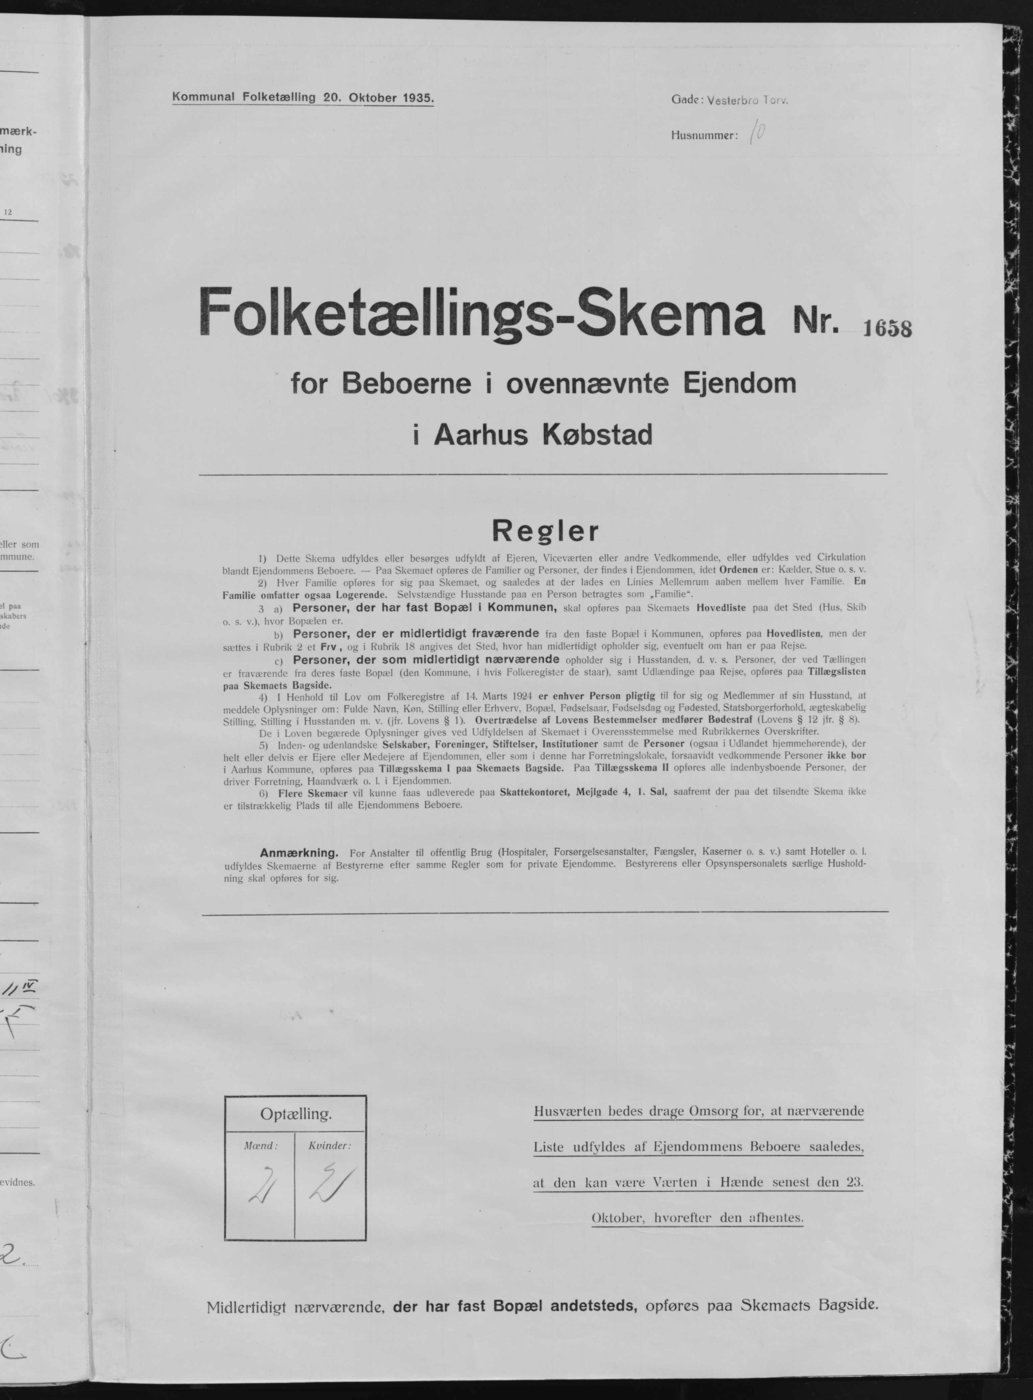 mærk-
ning
12
eller som
mmune.
el paa
skabers
de
11 IV
evidnes.
2.
Kommunal Folketælling 20. Oktober 1935.
Gade: Vesterbro Torv.
Husnummer: 10
Folketællings-Skema Nr. 1658
for Beboerne i ovennævnte Ejendom
i Aarhus Købstad
Regler
1) Dette Skema udfyldes eller besørges udfyldt af Ejeren, Viceværten eller andre Vedkommende, eller udfyldes ved Cirkulation
blandt Ejendommens Beboere. — Paa Skemaet opføres de Familier og Personer, der findes i Ejendommen, idet Ordenen er: Kælder, Stue o. s. v.
2) Hver Familie opføres for sig paa Skemaet, og saaledes at der lades en Linies Mellemrum aaben mellem hver Familie. En
Familie omfatter ogsaa Logerende. Selvstændige Husstande paa en Person betragtes som „Familie“.
3 a) Personer, der har fast Bopæl i Kommunen, skal opføres paa Skemaets Hovedliste paa det Sted (Hus, Skib
o. s. v.), hvor Bopælen er.
b) Personer, der er midlertidigt fraværende fra den faste Bopæl i Kommunen, opføres paa Hovedlisten, men der
sættes i Rubrik 2 et Frv, og i Rubrik 18 angives det Sted, hvor han midlertidigt opholder sig, eventuelt om han er paa Rejse.
c) Personer, der som midlertidigt nærværende opholder sig i Husstanden, d. v. s. Personer, der ved Tællingen
er fraværende fra deres faste Bopæl (den Kommune, i hvis Folkeregister de staar), samt Udlændinge paa Rejse, opføres paa Tillægslisten
paa Skemaets Bagside.
4) I Henhold til Lov om Folkeregistre af 14. Marts 1924 er enhver Person pligtig til for sig og Medlemmer af sin Husstand, at
meddele Oplysninger om: Fulde Navn, Køn, Stilling eller Erhverv, Bopæl, Fødselsaar, Fødselsdag og Fødested, Statsborgerforhold, ægteskabelig
Stilling, Stilling i Husstanden m. v. (jfr. Lovens § 1). Overtrædelse af Lovens Bestemmelser medfører Bødestraf (Lovens § 12 jfr. § 8).
De i Loven begærede Oplysninger gives ved Udfyldelsen af Skemaet i Overensstemmelse med Rubrikkernes Overskrifter.
5) Inden- og udenlandske Selskaber, Foreninger, Stiftelser, Institutioner samt de Personer (ogsaa i Udlandet hjemmehørende), der
helt eller delvis er Ejere eller Medejere af Ejendommen, eller som i denne har Forretningslokale, forsaavidt vedkommende Personer ikke bor
i Aarhus Kommune, opføres paa Tillægsskema I paa Skemaets Bagside. Paa Tillægsskema II opføres alle indenbysboende Personer, der
driver Forretning, Haandværk o. l. i Ejendommen.
6) Flere Skemaer vil kunne faas udleverede paa Skattekontoret, Mejlgade 4, 1. Sal, saafremt der paa det tilsendte Skema ikke
er tilstrækkelig Plads til alle Ejendommens Beboere.
Anmærkning. For Anstalter til offentlig Brug (Hospitaler, Forsørgelsesanstalter, Fængsler, Kaserner o. s. v.) samt Hoteller o. l.
udfyldes Skemaerne af Bestyrerne efter samme Regler som for private Ejendomme. Bestyrerens eller Opsynspersonalets særlige Hushold-
ning skal opføres for sig.
Optælling.
Mænd: Kvinder:
2 2
Husværten bedes drage Omsorg for, at nærværende
Liste udfyldes af Ejendommens Beboere saaledes,
at den kan være Værten i Hænde senest den 23.
Oktober, hvorefter den afhentes.
Midlertidigt nærværende, der har fast Bopæl andetsteds, opføres paa Skemaets Bagside.